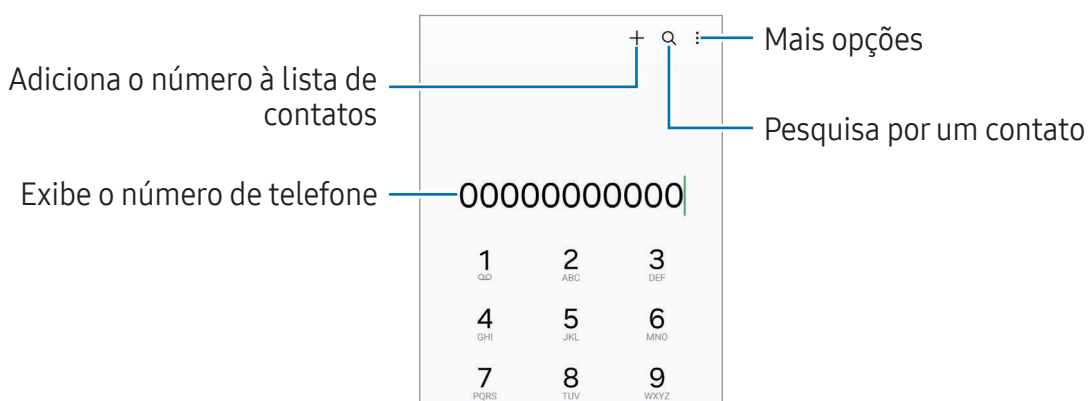 Mais opções
Adiciona o número à lista de
contatos
Pesquisa por um contato
Exibe o número de telefone
00000000000
1 2 3
ABC DEF
4 5 6
GHI JKL MNO
7 8 9
PQRS TUV WXYZ